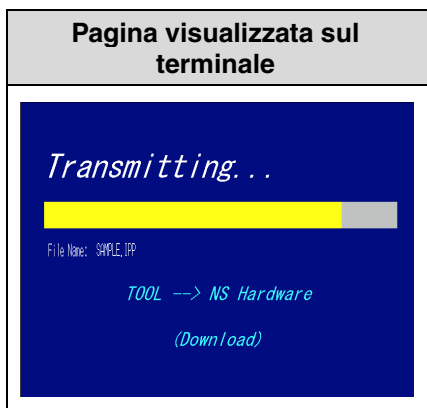 Pagina visualizzata sul
terminale
Transmitting...
File Name: SAMPLE.IPP
TOOL --> NS Hardware
(Download)